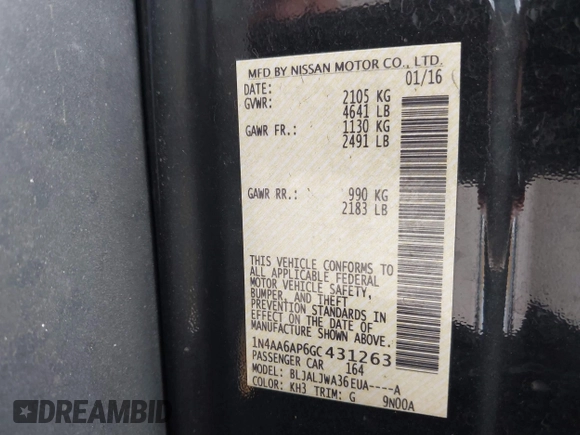 MFD BY NISSAN MOTOR CO., LTD.
DATE: 01/16
GVWR: 2105 KG
4641 LB
GAWR FR.: 1130 KG
2491 LB
GAWR RR.: 990 KG
2183 LB
THIS VEHICLE CONFORMS TO
ALL APPLICABLE FEDERAL
MOTOR VEHICLE SAFETY,
BUMPER, AND THEFT
PREVENTION STANDARDS IN
EFFECT ON THE DATE OF
MANUFACTURE SHOWN ABOVE.
1N4AA6AP6GC431263
PASSENGER CAR 164
MODEL: BLJALJWA36EUA----A
COLOR: KH3 TRIM: G 9N00A
DREAMBID.com